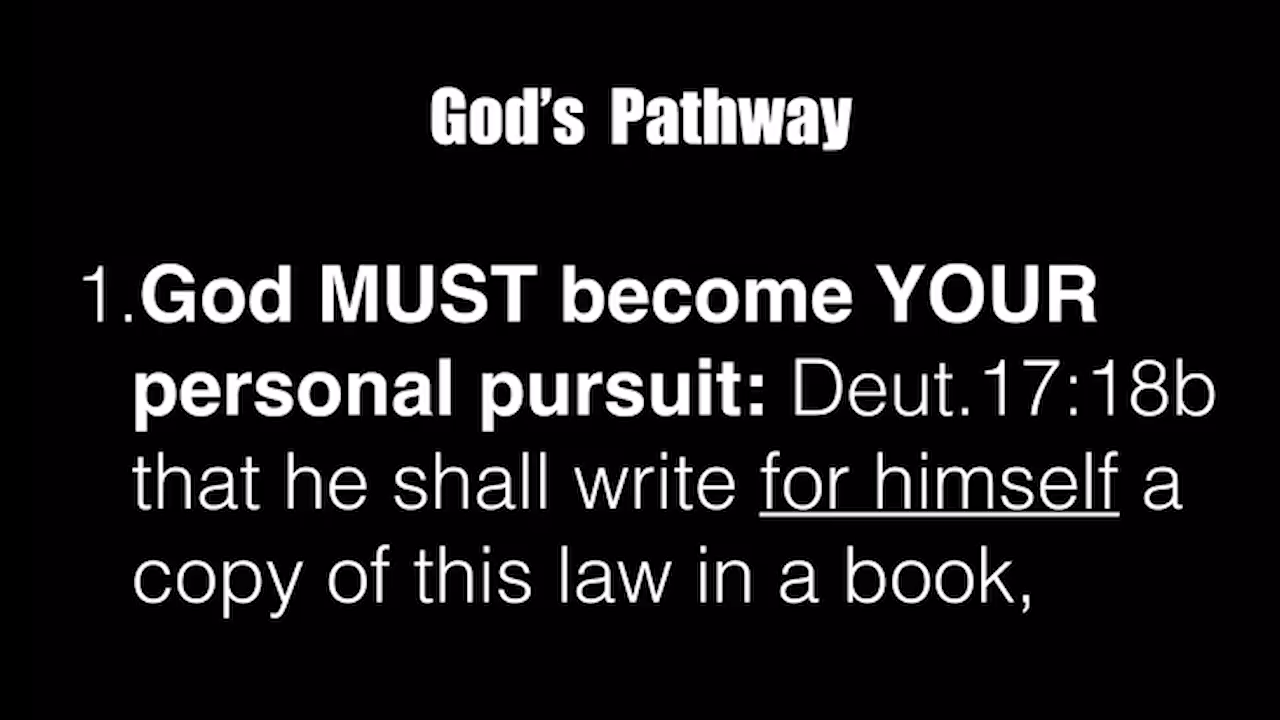 God’s Pathway
1.God MUST become YOUR
personal pursuit: Deut.17:18b
that he shall write for himself a
copy of this law in a book,